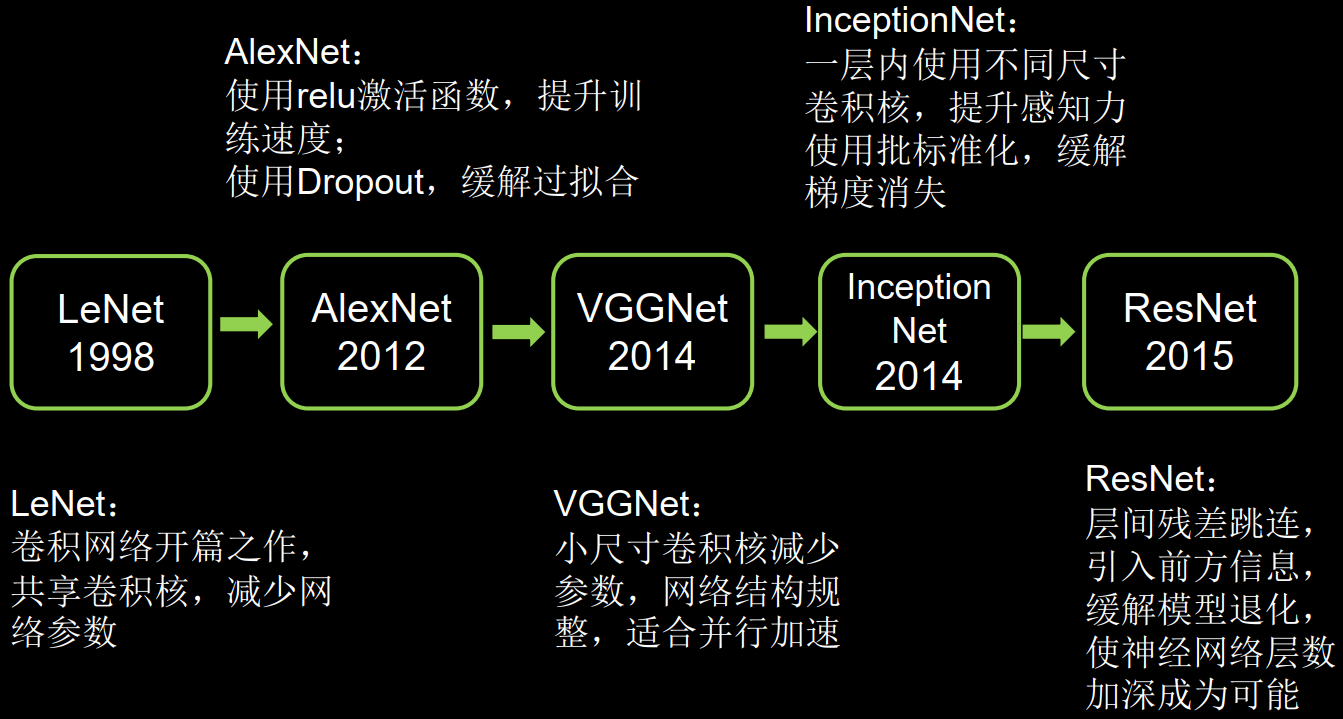 AlexNet：
使用relu激活函数，提升训
练速度；
使用Dropout，缓解过拟合
InceptionNet：
一层内使用不同尺寸
卷积核，提升感知力
使用批标准化，缓解
梯度消失
LeNet
1998
AlexNet
2012
VGGNet
2014
Inception
Net
2014
ResNet
2015
LeNet：
卷积网络开篇之作，
共享卷积核，减少网
络参数
VGGNet：
小尺寸卷积核减少
参数，网络结构规
整，适合并行加速
ResNet：
层间残差跳连，
引入前方信息，
缓解模型退化，
使神经网络层数
加深成为可能